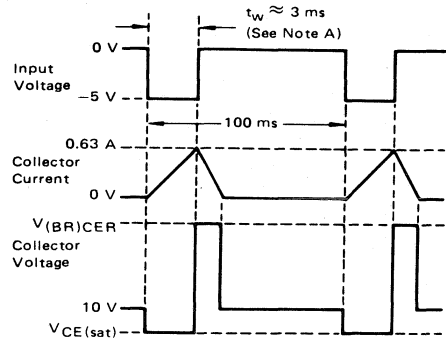 t_w ≈ 3 ms
(See Note A)
0 V
Input
Voltage
−5 V
100 ms
0.63 A
Collector
Current
0 V
V(BR)CER
Collector
Voltage
10 V
VCE(sat)